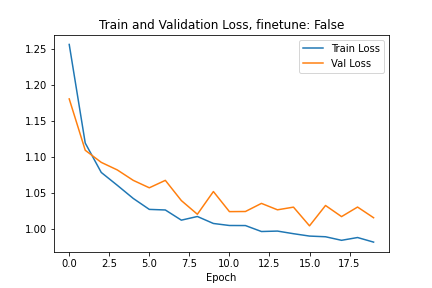 Train and Validation Loss, finetune: False
1.25
1.20
1.15
1.10
1.05
1.00
Train Loss
Val Loss
0.0 2.5 5.0 7.5 10.0 12.5 15.0 17.5
Epoch